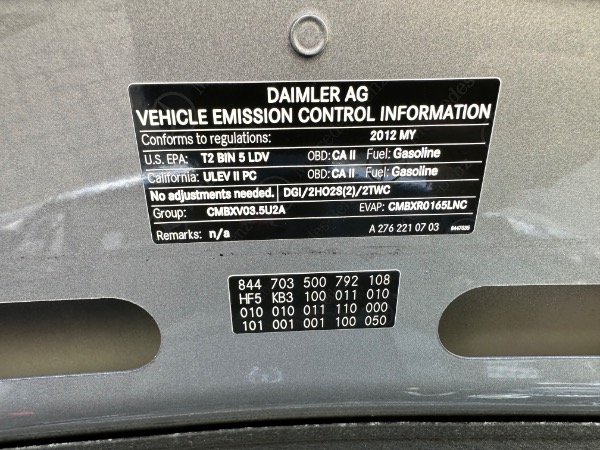 DAIMLER AG
VEHICLE EMISSION CONTROL INFORMATION
Conforms to regulations: 2012 MY
U.S. EPA: T2 BIN 5 LDV OBD: CA II Fuel: Gasoline
California: ULEV II PC OBD: CA II Fuel: Gasoline
No adjustments needed. DGI/2HO2S(2)/2TWC
Group: CMBXV03.5U2A EVAP: CMBXR0165LNC
Remarks: n/a A 276 221 07 03
844 703 500 792 108
HF5 KB3 100 011 010
010 010 011 110 000
101 001 001 100 050